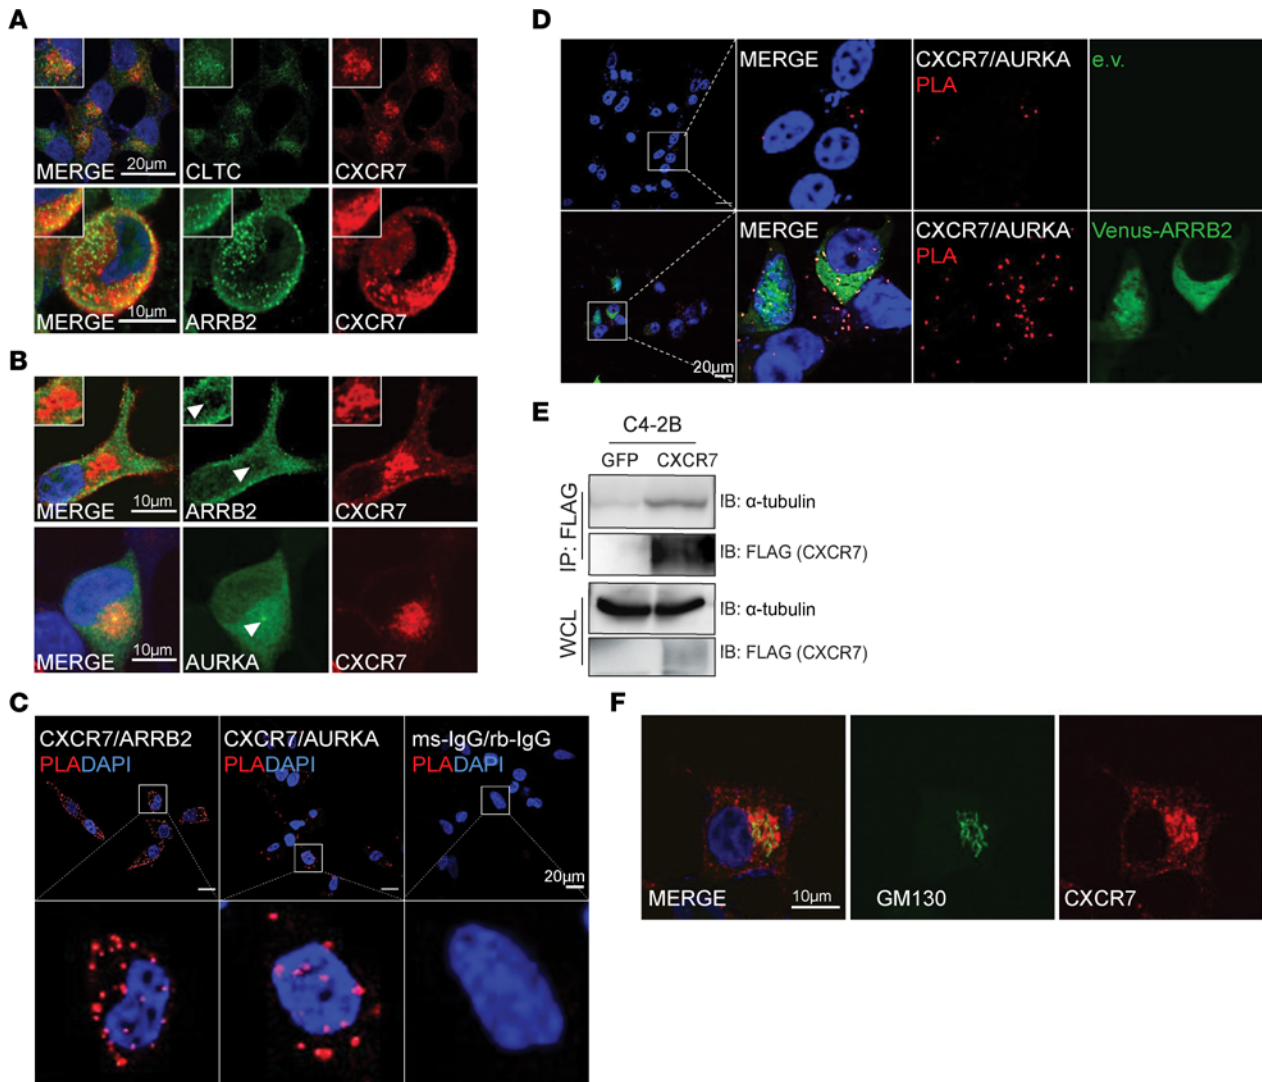 A
MERGE
20µm
CLTC
CXCR7
MERGE
10µm
ARRB2
CXCR7
B
MERGE
10µm
ARRB2
CXCR7
MERGE
10µm
AURKA
CXCR7
C
CXCR7/ARRB2
PLADAPI
CXCR7/AURKA
PLADAPI
ms-IgG/rb-IgG
PLADAPI
20µm
D
MERGE
CXCR7/AURKA
PLA
e.v.
MERGE
CXCR7/AURKA
PLA
Venus-ARRB2
20µm
E
C4-2B
GFP CXCR7
IP: FLAG
IB: α-tubulin
IB: FLAG (CXCR7)
WCL
IB: α-tubulin
IB: FLAG (CXCR7)
F
MERGE
10µm
GM130
CXCR7